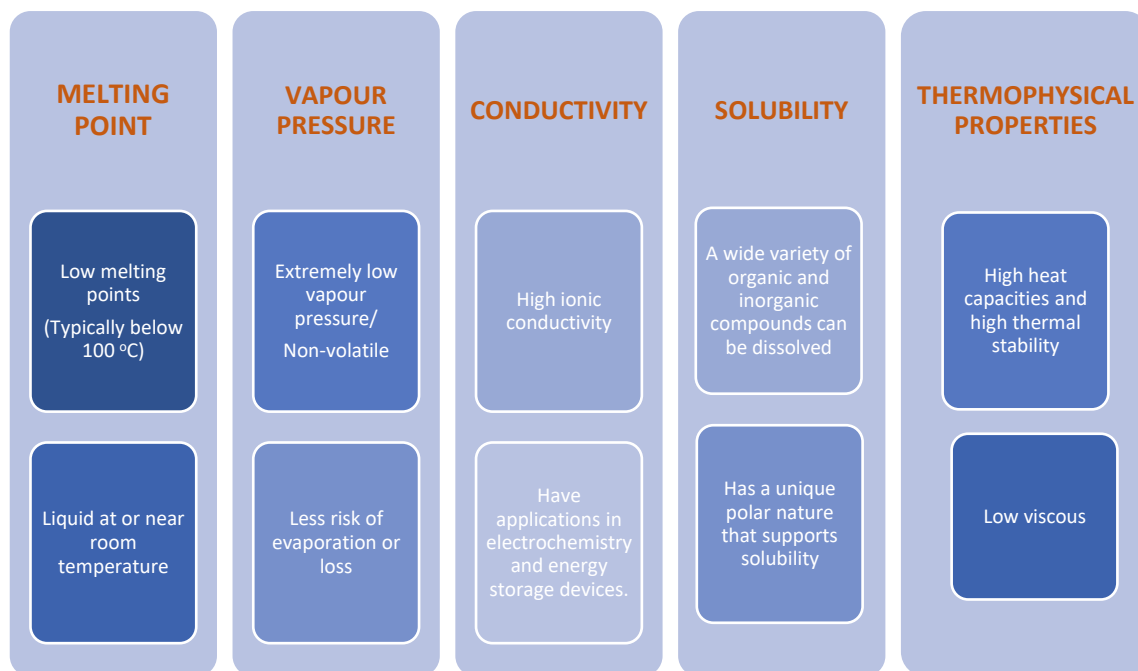 MELTING
POINT
Low melting
points
(Typically below
100 ºC)
Liquid at or near
room
temperature
VAPOUR
PRESSURE
Extremely low
vapour
pressure/
Non-volatile
Less risk of
evaporation or
loss
CONDUCTIVITY
High ionic
conductivity
Have
applications in
electrochemistry
and energy
storage devices.
SOLUBILITY
A wide variety of
organic and
inorganic
compounds can
be dissolved
Has a unique
polar nature
that supports
solubility
THERMOPHYSICAL
PROPERTIES
High heat
capacities and
high thermal
stability
Low viscous